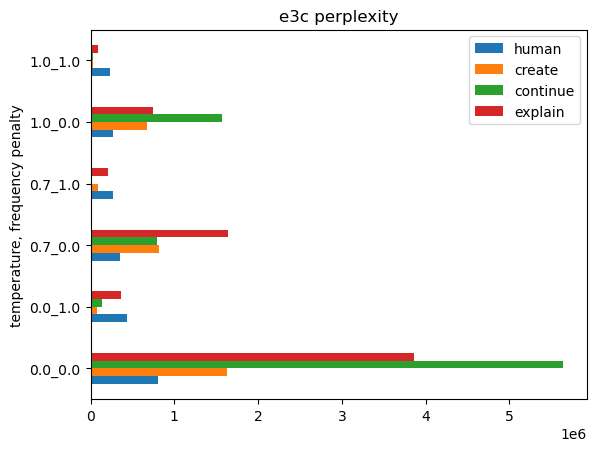 e3c perplexity
temperature, frequency penalty
1.0_1.0
1.0_0.0
0.7_1.0
0.7_0.0
0.0_1.0
0.0_0.0
human
create
continue
explain
0 1 2 3 4 5
1e6